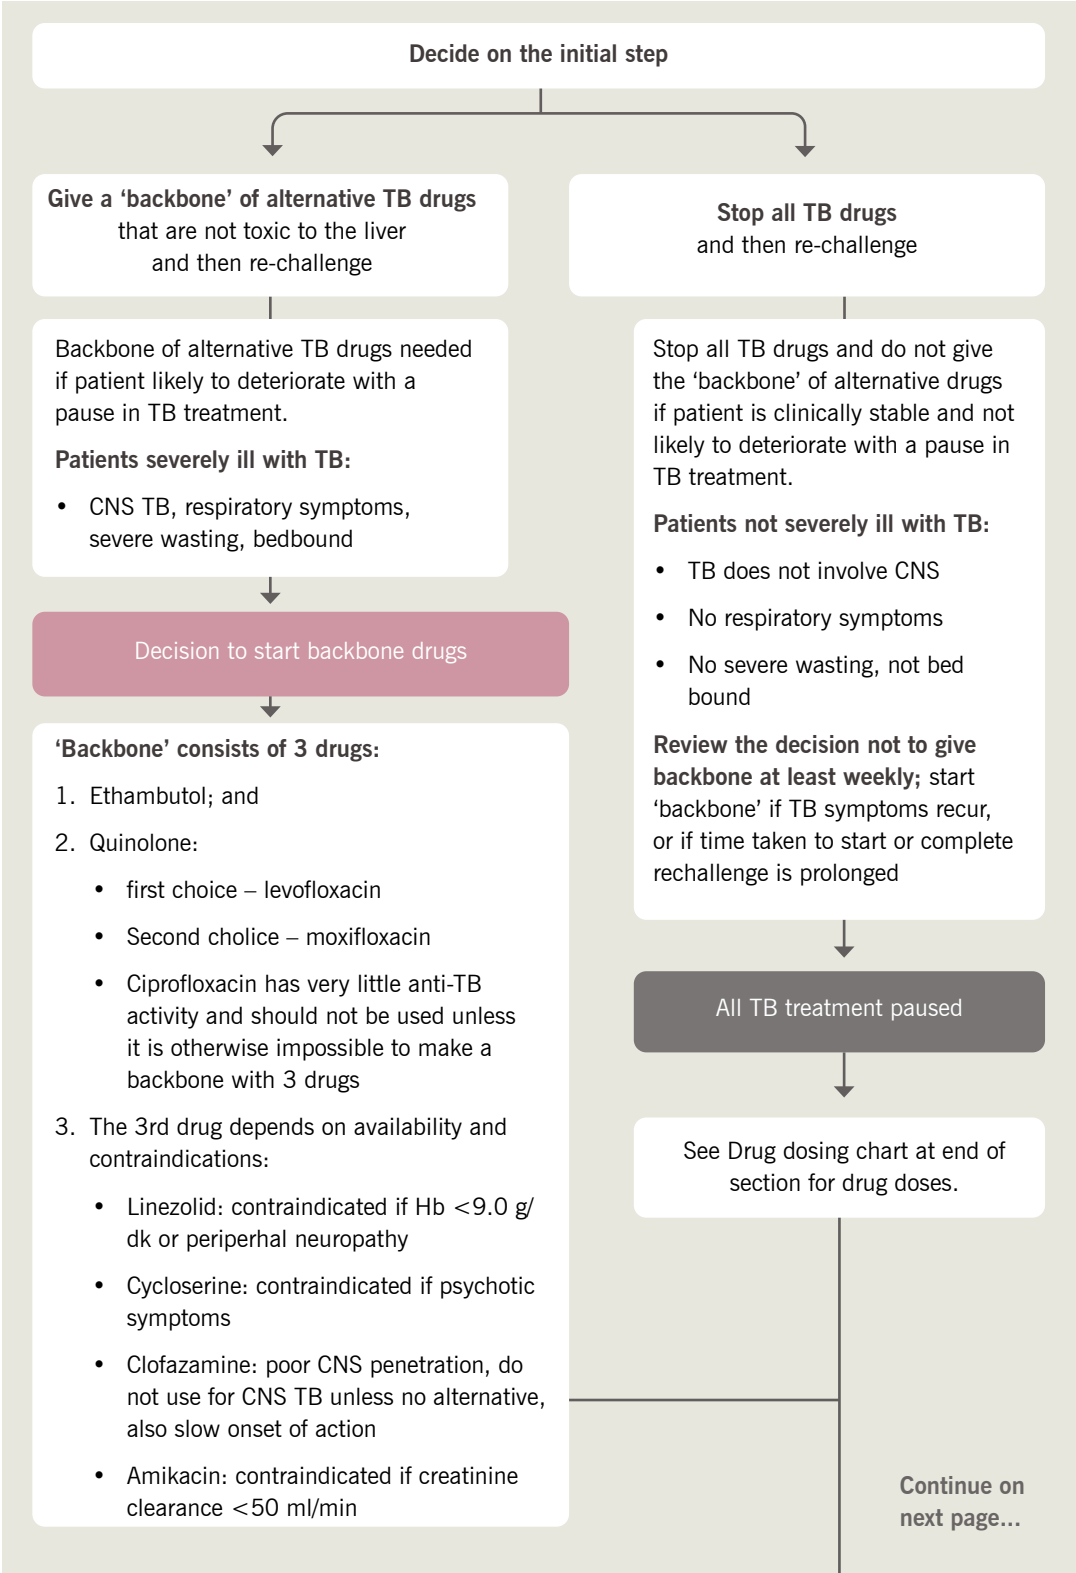 Decide on the initial step
Give a ‘backbone’ of alternative TB drugs
that are not toxic to the liver
and then re-challenge
Stop all TB drugs
and then re-challenge
Backbone of alternative TB drugs needed
if patient likely to deteriorate with a
pause in TB treatment.
Patients severely ill with TB:
• CNS TB, respiratory symptoms,
severe wasting, bedbound
Decision to start backbone drugs
‘Backbone’ consists of 3 drugs:
1. Ethambutol; and
2. Quinolone:
• first choice – levofloxacin
• Second cholice – moxifloxacin
• Ciprofloxacin has very little anti-TB
activity and should not be used unless
it is otherwise impossible to make a
backbone with 3 drugs
3. The 3rd drug depends on availability and
contraindications:
• Linezolid: contraindicated if Hb <9.0 g/
dk or periperhal neuropathy
• Cycloserine: contraindicated if psychotic
symptoms
• Clofazamine: poor CNS penetration, do
not use for CNS TB unless no alternative,
also slow onset of action
• Amikacin: contraindicated if creatinine
clearance <50 ml/min
Stop all TB drugs and do not give
the ‘backbone’ of alternative drugs
if patient is clinically stable and not
likely to deteriorate with a pause in
TB treatment.
Patients not severely ill with TB:
• TB does not involve CNS
• No respiratory symptoms
• No severe wasting, not bed
bound
Review the decision not to give
backbone at least weekly; start
‘backbone’ if TB symptoms recur,
or if time taken to start or complete
rechallenge is prolonged
All TB treatment paused
See Drug dosing chart at end of
section for drug doses.
Continue on
next page...